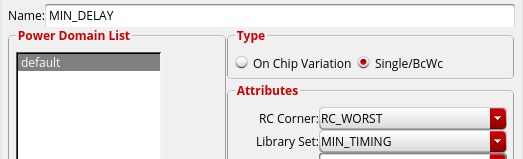 Name: MIN_DELAY
Power Domain List
default
Type
On Chip Variation Single/BcWc
Attributes
RC Corner: RC_WORST
Library Set: MIN_TIMING